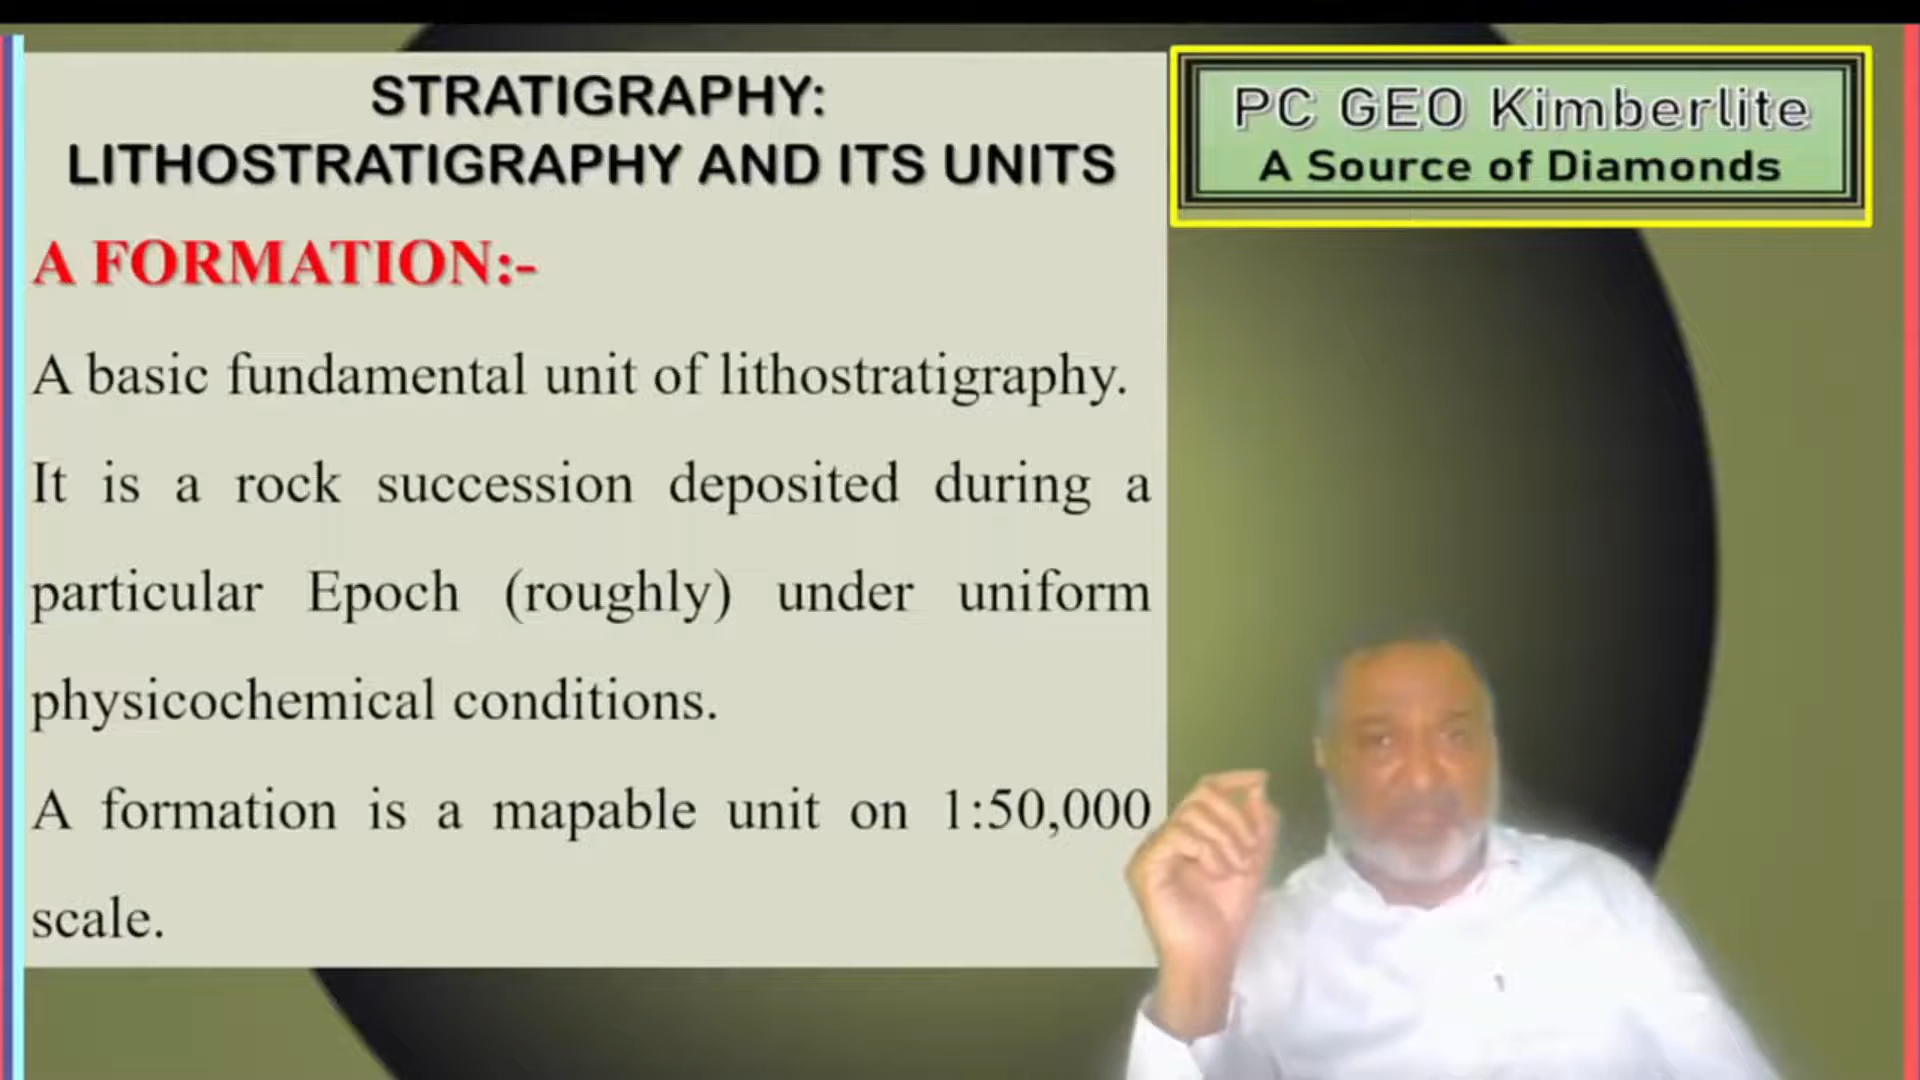 STRATIGRAPHY:
LITHOSTRATIGRAPHY AND ITS UNITS
A FORMATION:-
A basic fundamental unit of lithostratigraphy.
It is a rock succession deposited during a
particular Epoch (roughly) under uniform
physicochemical conditions.
A formation is a mapable unit on 1:50,000
scale.
PC GEO Kimberlite
A Source of Diamonds